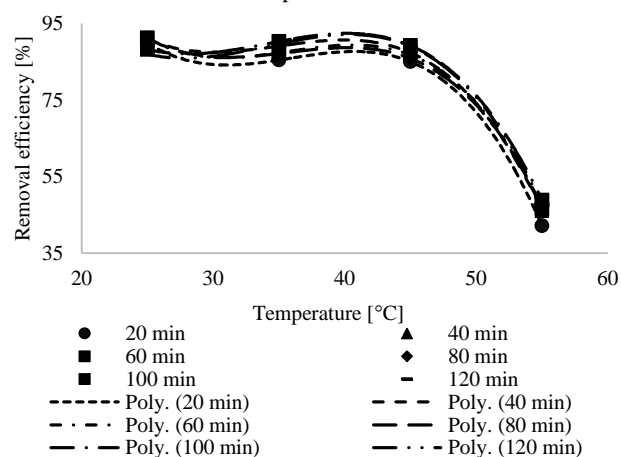 95
75
55
35
Removal efficiency [%]
20 30 40 50 60
Temperature [°C]
20 min 40 min
60 min 80 min
100 min 120 min
Poly. (20 min) Poly. (40 min)
Poly. (60 min) Poly. (80 min)
Poly. (100 min) Poly. (120 min)